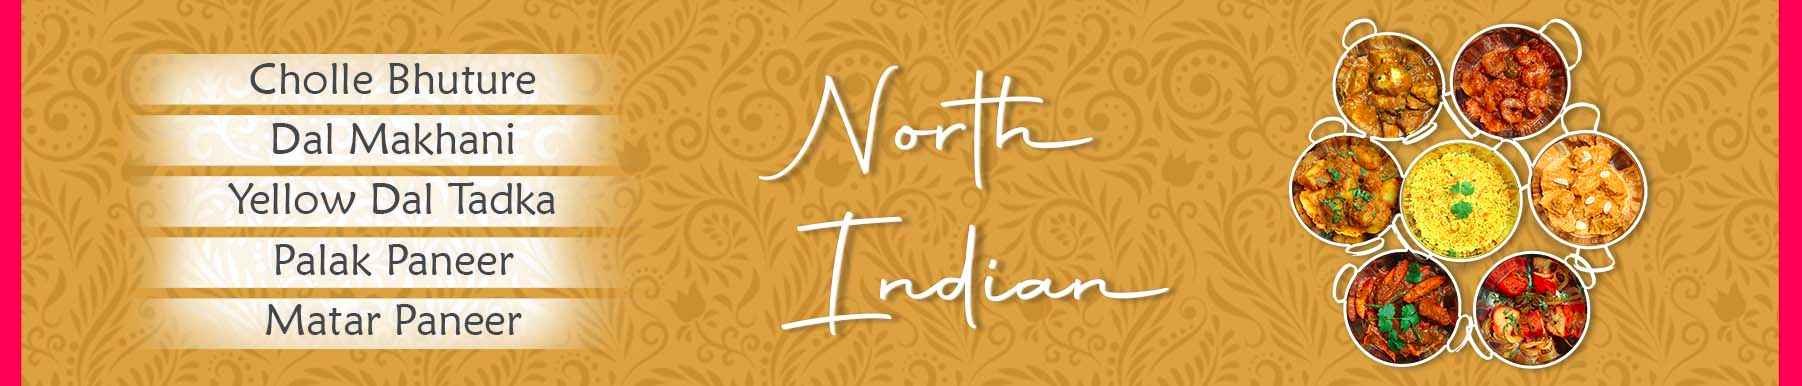 Cholle Bhuture
Dal Makhani
Yellow Dal Tadka
Palak Paneer
Matar Paneer
North
Indian